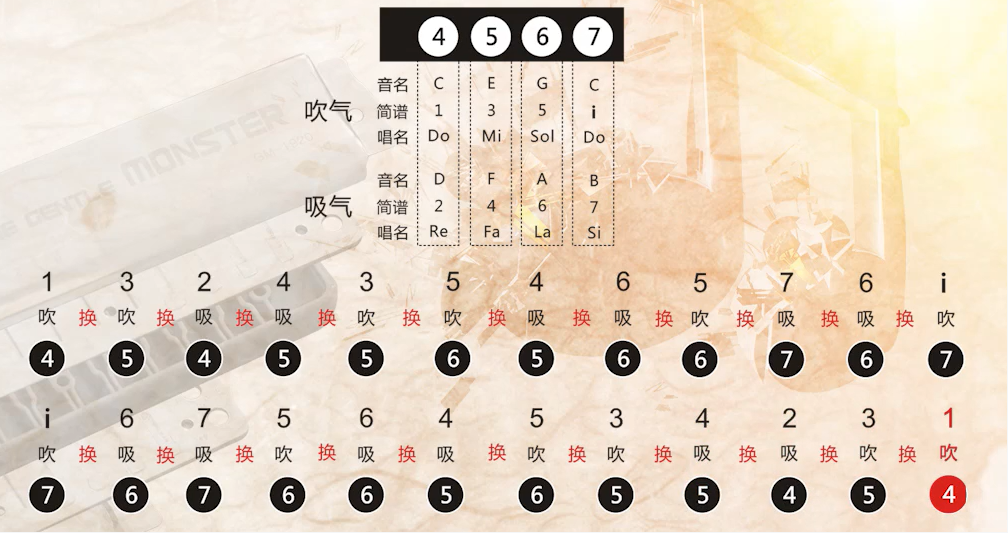 4 5 6 7
音名 C E G C
吹气 简谱 1 3 5 i
唱名 Do Mi Sol Do
音名 D F A B
吸气 简谱 2 4 6 7
唱名 Re Fa La Si
MONSTER
GENTLE
1 3 2 4 3 5 4 6 5 7 6 i
吹 换 吹 换 吸 换 吸 换 吹 换 吹 换 吸 换 吸 换 吹 换 吸 换 吸 换 吹
4 5 4 5 5 6 5 6 6 7 6 7
i 6 7 5 6 4 5 3 4 2 3 1
吹 换 吸 换 吸 换 吹 换 吸 换 吸 换 吹 换 吹 换 吸 换 吸 换 吹 换 吹
7 6 7 6 6 5 6 5 5 4 5 4